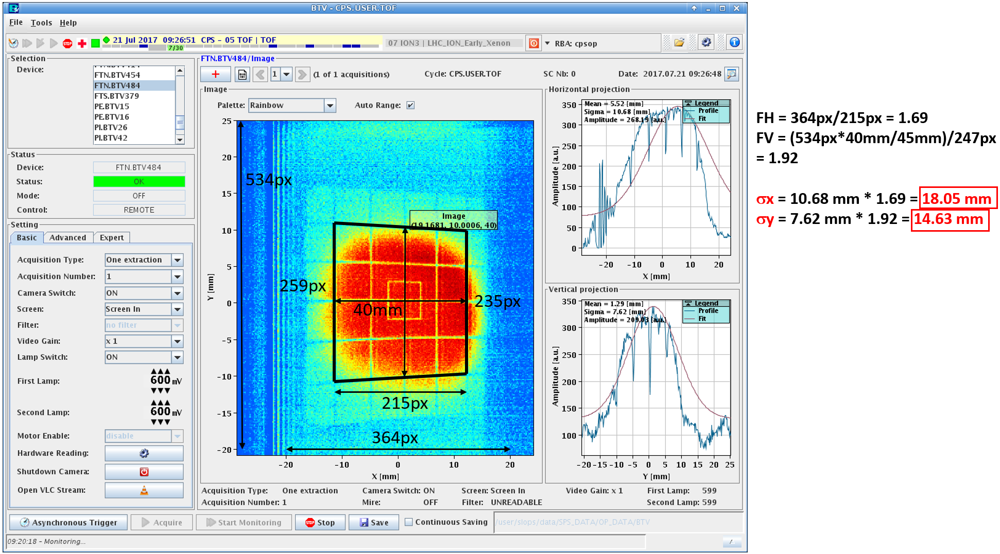 BTV - CPS.USER.TOF
File Tools Help
STOP
21 Jul 2017 09:26:51 CPS - 05 TOF | TOF
7/30
07 ION3 | LHC_ION_Early_Xenon
RBA: cpsop
Selection
Device:
FTN.BTV454
FTN.BTV484
FTS.BTV379
PE.BTV15
PE.BTV16
PI.BTV26
PI.BTV42
Status
Device: FTN.BTV484
Status: OK
Mode: OFF
Control: REMOTE
Setting
Basic Advanced Expert
Acquisition Type: One extraction
Acquisition Number: 1
Camera Switch: ON
Screen: Screen In
Filter: no filter
Video Gain: x 1
Lamp Switch: ON
First Lamp: 600 mV
Second Lamp: 600 mV
Motor Enable: disable
Hardware Reading:
Shutdown Camera:
Open VLC Stream:
FTN.BTV484/Image
1 (1 of 1 acquisitions) Cycle: CPS.USER.TOF SC Nb: 0 Date: 2017.07.21 09:26:48
Image
Palette: Rainbow Auto Range:
25
20
15
10
5
0
-5
-10
-15
-20
Y [mm]
-20 -10 0 10 20
X [mm]
534px
Image
(19.1681, 10.0006, 40)
259px
40mm
235px
215px
364px
Horizontal projection
Mean = 5.52 [mm]
Sigma = 10.68 [mm]
Amplitude = 268.19 [a.u.]
Legend
Profile
Fit
350
300
250
200
150
100
50
0
Amplitude [a.u.]
-20 -10 0 10 20
X [mm]
Vertical projection
Mean = 1.29 [mm]
Sigma = 7.62 [mm]
Amplitude = 209.03 [a.u.]
Legend
Profile
Fit
350
300
250
200
150
100
Amplitude [a.u.]
-20 -15 -10 -5 0 5 10 15 20 25
Y [mm]
Acquisition Type: One extraction Camera Switch: ON Screen: Screen In Video Gain: x 1 First Lamp: 599
Acquisition Number: 1 Mire: OFF Filter: UNREADABLE Second Lamp: 599
Asynchronous Trigger Acquire Start Monitoring STOP Stop Save Continuous Saving /user/slops/data/SPS_DATA/OP_DATA/BTV
09:20:18 - Monitoring...
FH = 364px/215px = 1.69
FV = (534px*40mm/45mm)/247px
= 1.92
σx = 10.68 mm * 1.69 = 18.05 mm
σy = 7.62 mm * 1.92 = 14.63 mm